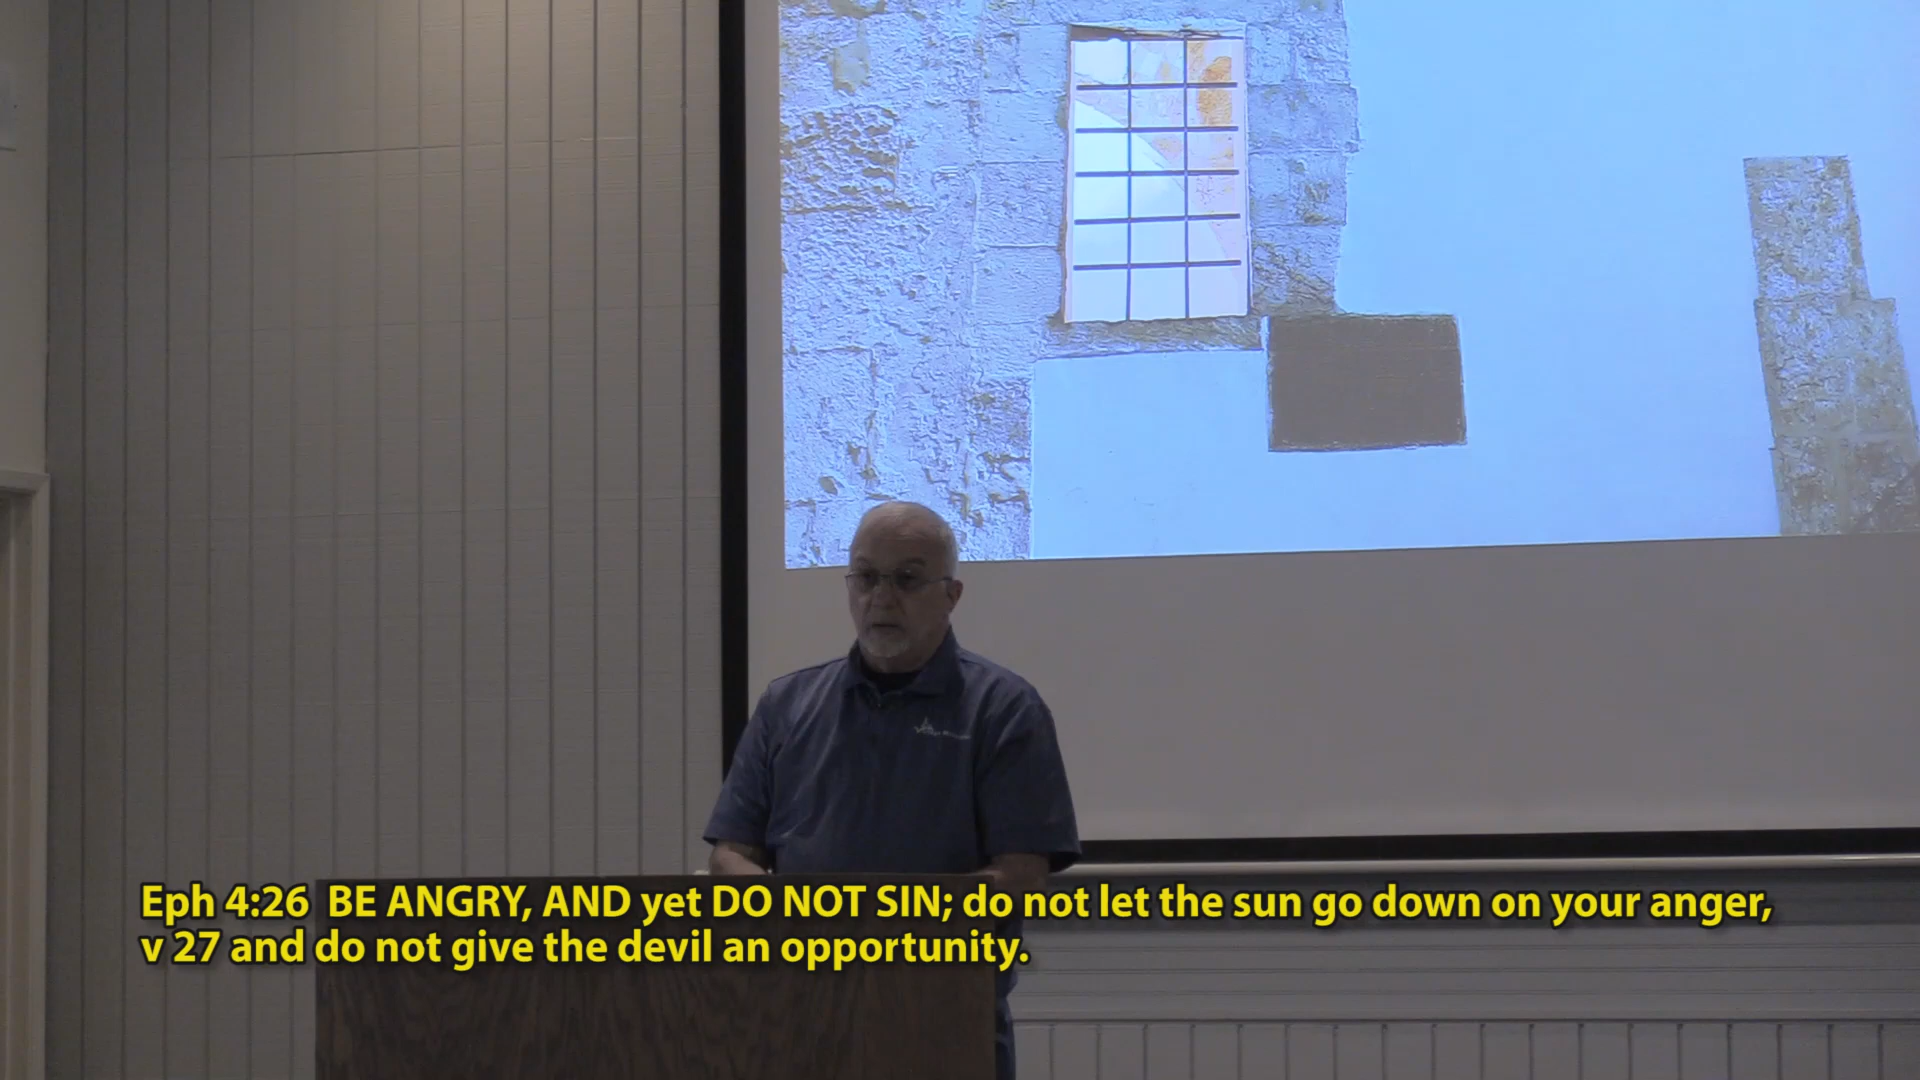 Eph 4:26 BE ANGRY, AND yet DO NOT SIN; do not let the sun go down on your anger,
v 27 and do not give the devil an opportunity.